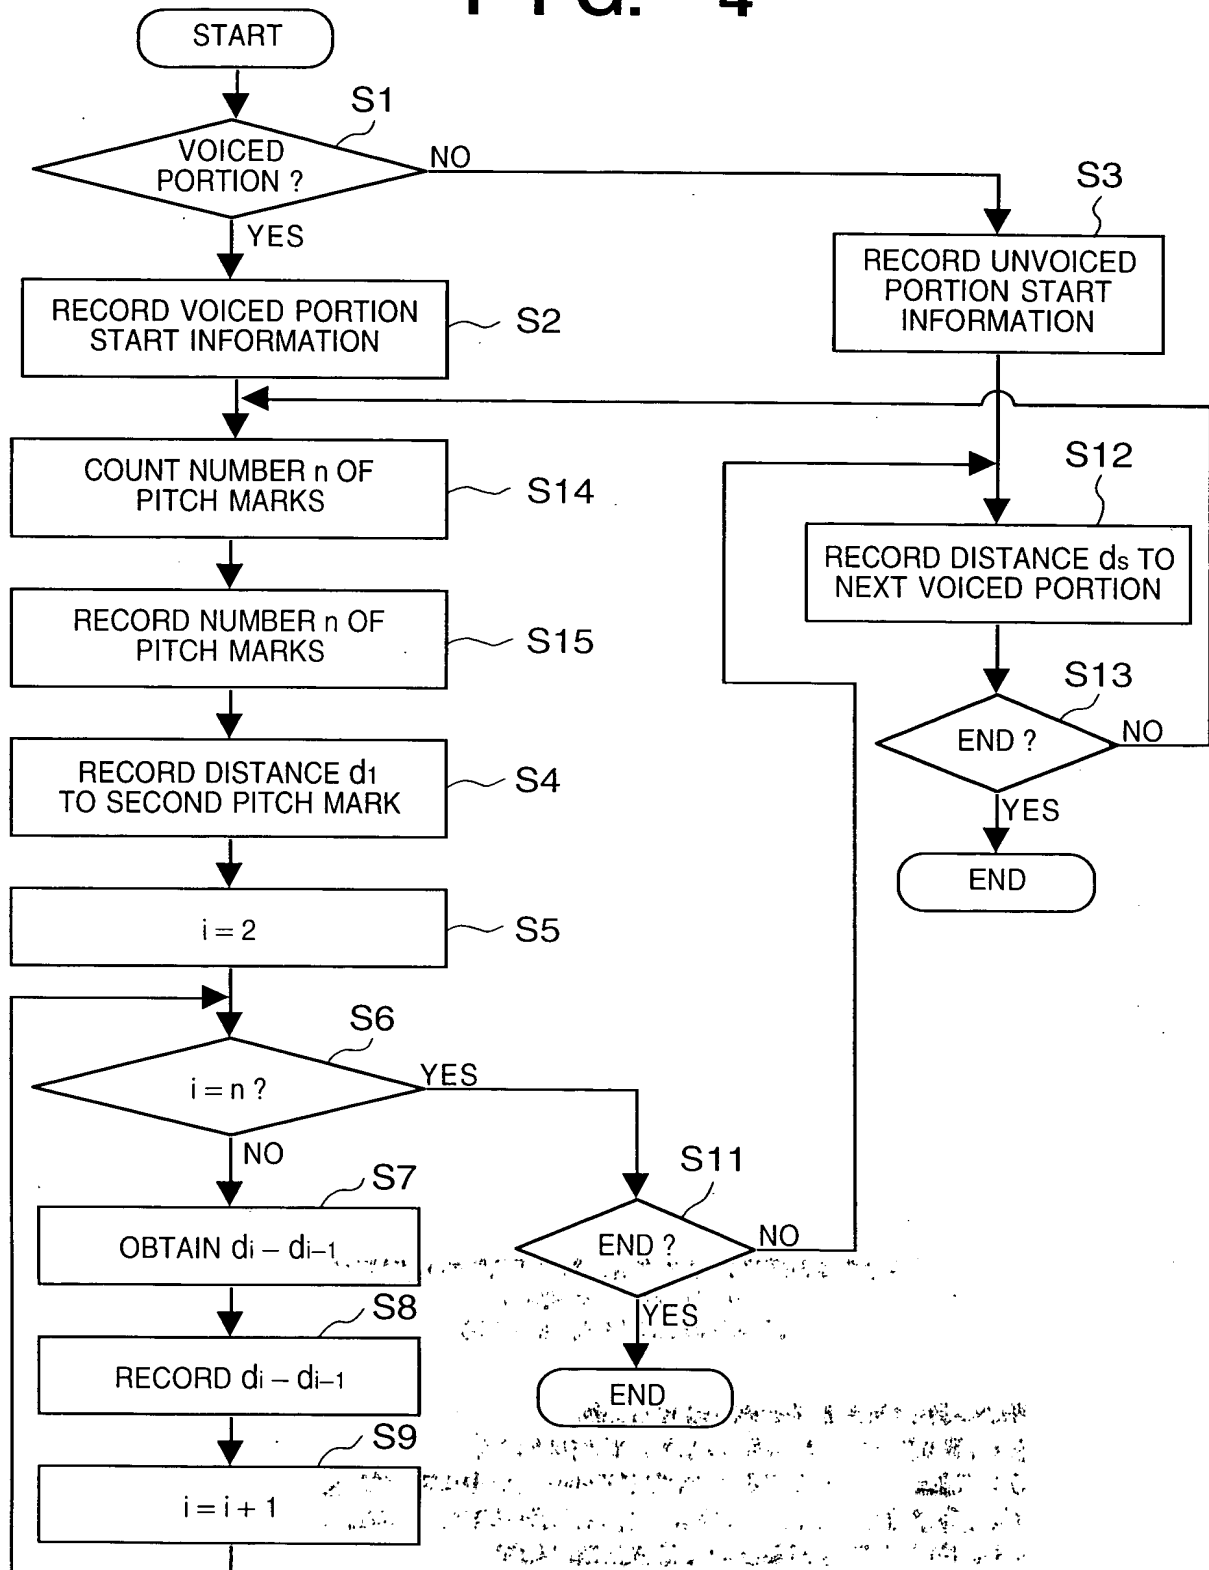 FIG. 4
START
S1
VOICED
PORTION ?
NO
YES
S3
RECORD UNVOICED
PORTION START
INFORMATION
RECORD VOICED PORTION
START INFORMATION
S2
COUNT NUMBER n OF
PITCH MARKS
S14
S12
RECORD DISTANCE ds TO
NEXT VOICED PORTION
RECORD NUMBER n OF
PITCH MARKS
S15
S13
END ?
NO
YES
END
RECORD DISTANCE d1
TO SECOND PITCH MARK
S4
i = 2
S5
S6
i = n ?
YES
NO
S7
OBTAIN di – di–1
S11
END ?
NO
YES
END
S8
RECORD di – di–1
S9
i = i + 1